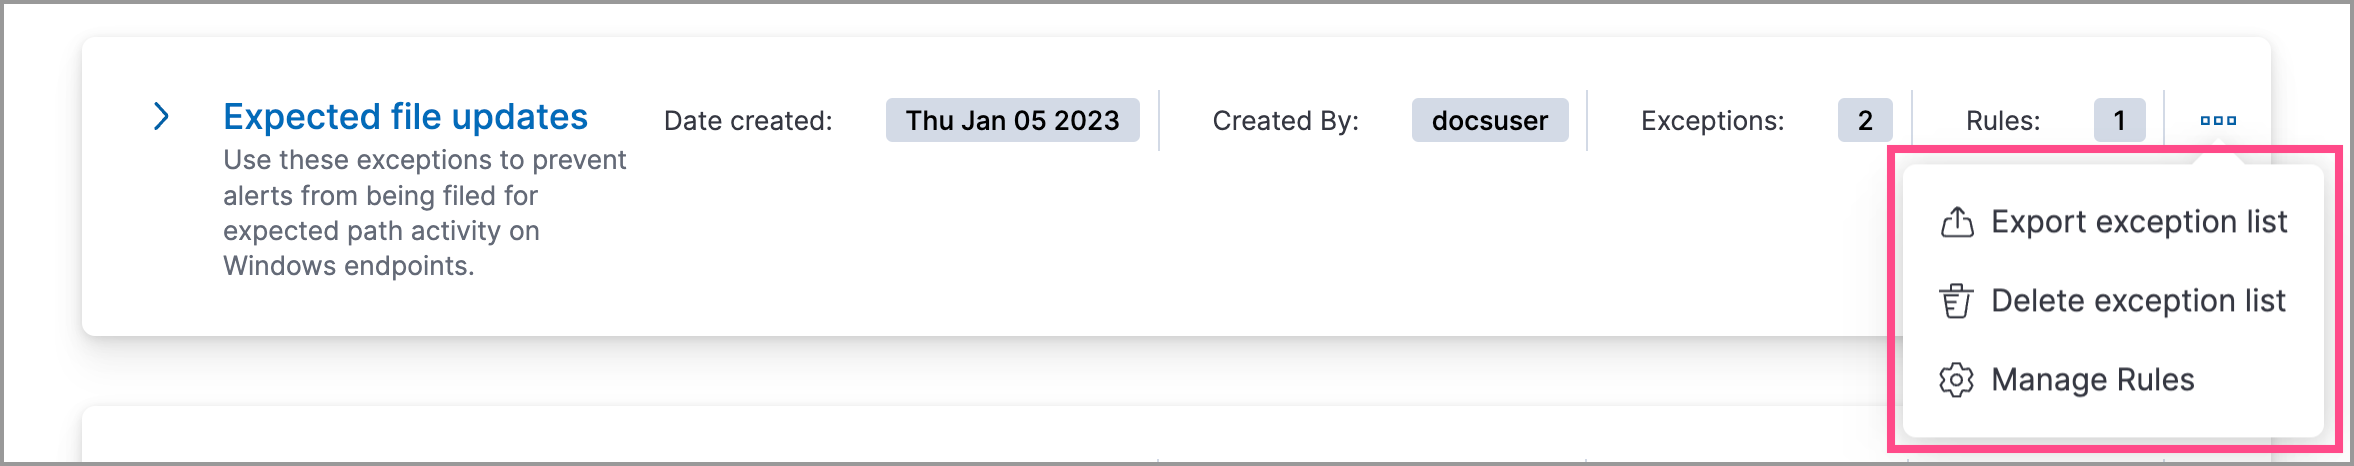 Expected file updates
Date created: Thu Jan 05 2023 Created By: docsuser Exceptions: 2 Rules: 1
Use these exceptions to prevent
alerts from being filed for
expected path activity on
Windows endpoints.
Export exception list
Delete exception list
Manage Rules